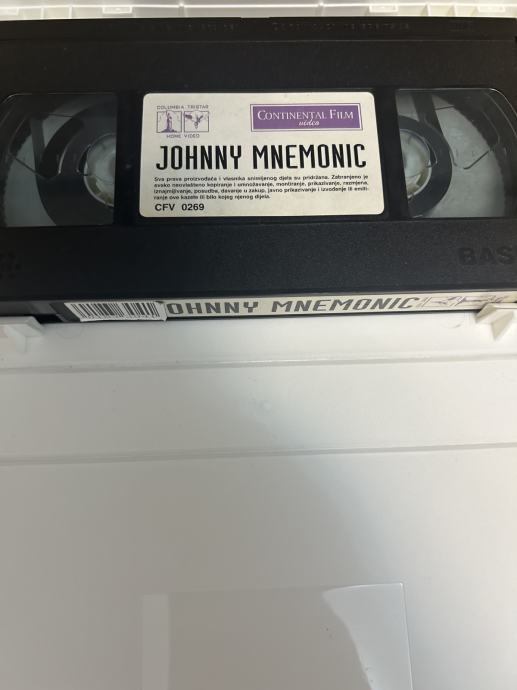 COLUMBIA TRISTAR
HOME VIDEO
CONTINENTAL FILM
video
JOHNNY MNEMONIC
Sva prava proizvođača i vlasnika snimljenog djela su pridržana. Zabranjeno je
svako neovlašteno kopiranje i umnožavanje, montiranje, prikazivanje, razmjena,
iznajmljivanje, posudba, davanje u zakup, javno prikazivanje i izvođenje ili emiti-
ranje ove kasete ili bilo kojeg njenog dijela.
CFV 0269
BAS
OHNNY MNEMONIC